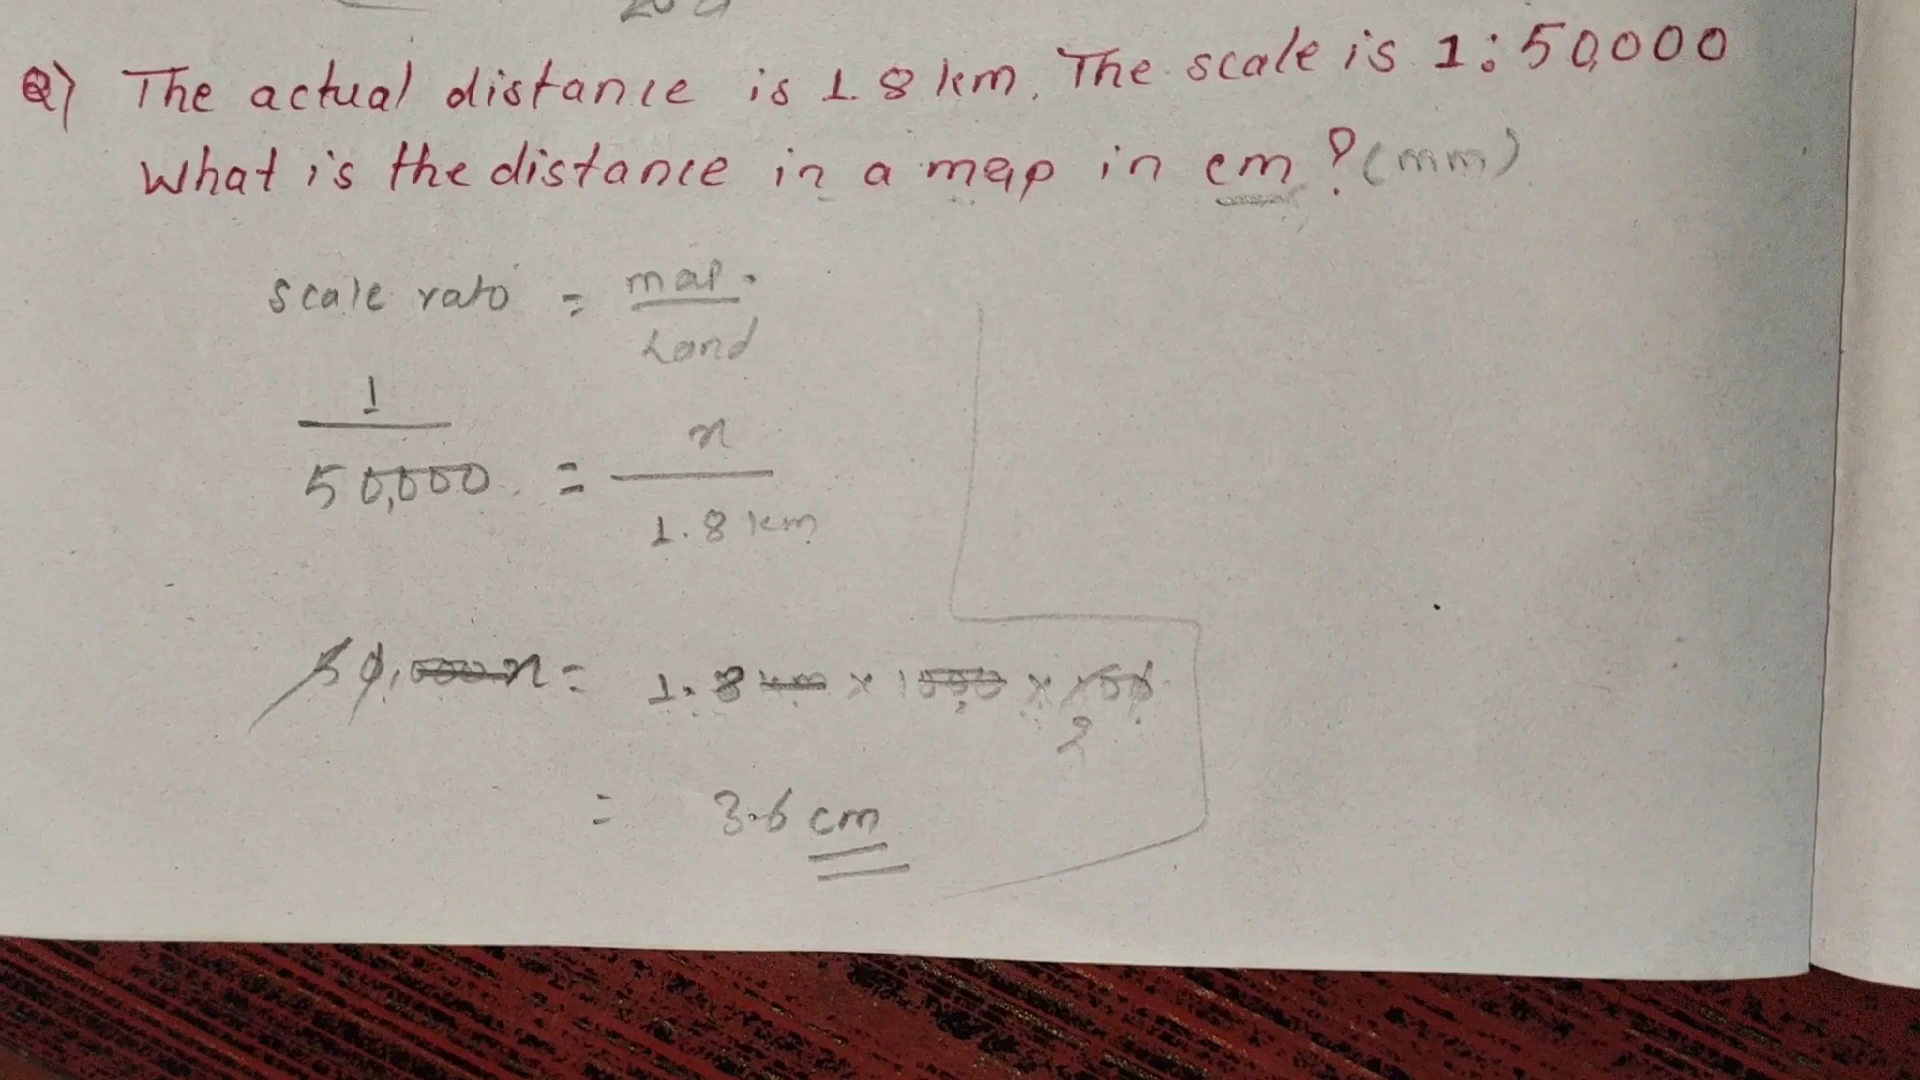 Q) The actual distance is 1.8 km. The scale is 1:50,000
What is the distance in a map in cm? (mm)
scale rato = map.
Land
1
50,000 = x
1.8 km
50,000 x = 1.8 km x 1000 x 100
2
= 3.6 cm